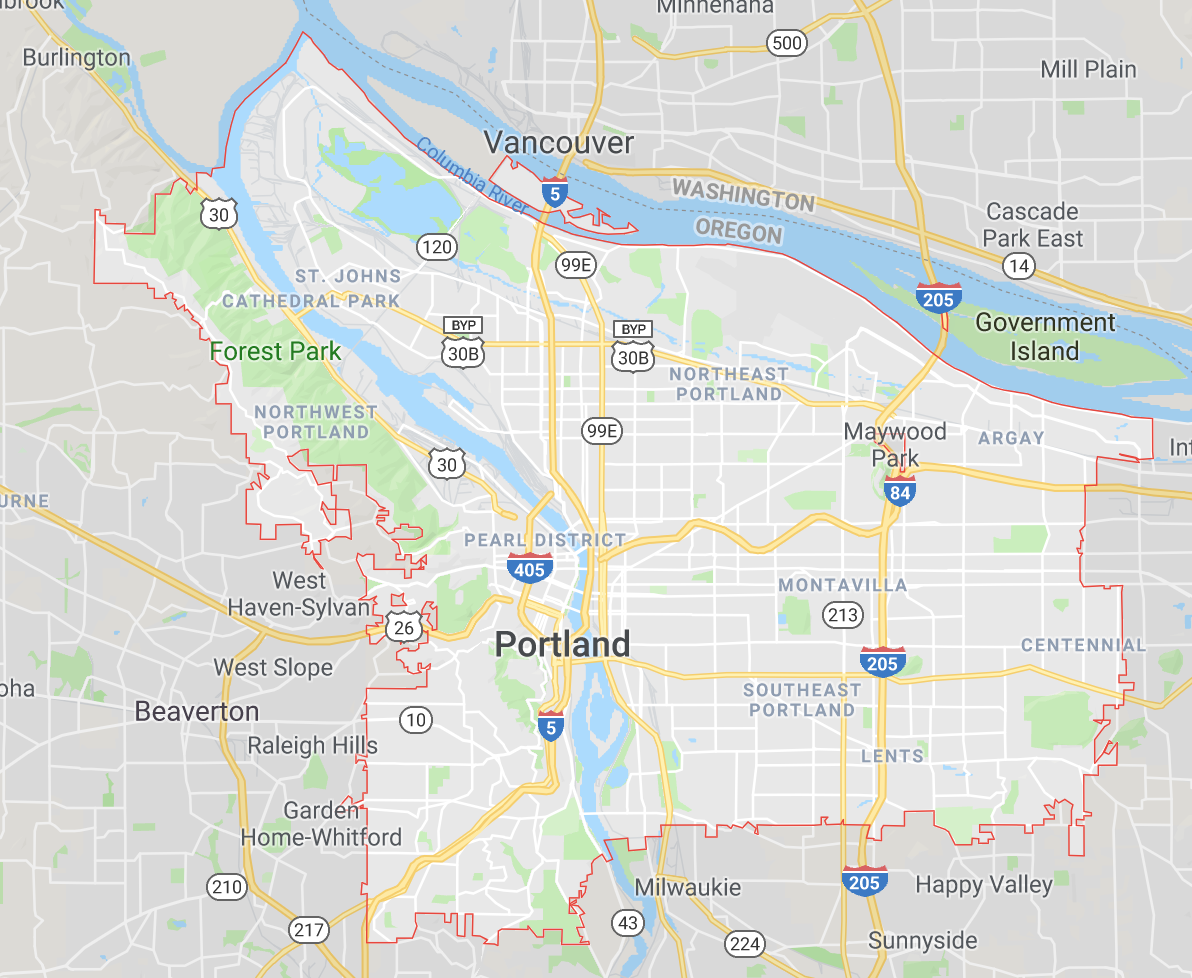 brook
Minnehaha
Burlington
500
Mill Plain
Vancouver
Columbia River
5
WASHINGTON
OREGON
30
Cascade
Park East
120
99E
14
ST. JOHNS
CATHEDRAL PARK
205
BYP
30B
BYP
30B
Government
Island
Forest Park
NORTHEAST
PORTLAND
NORTHWEST
PORTLAND
99E
Maywood
Park
ARGAY
Int
30
84
URNE
PEARL DISTRICT
405
West
Haven-Sylvan
MONTAVILLA
213
26
Portland
CENTENNIAL
205
West Slope
oha
SOUTHEAST
PORTLAND
Beaverton
10
5
Raleigh Hills
LENTS
Garden
Home-Whitford
210
Milwaukie
205
Happy Valley
217
43
224
Sunnyside